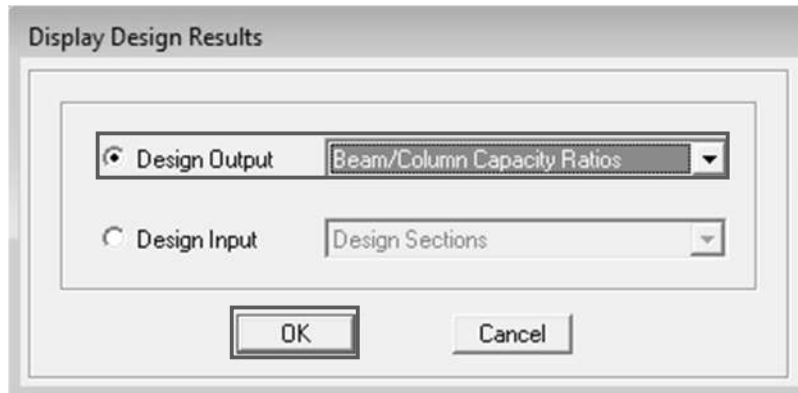 Display Design Results
Design Output Beam/Column Capacity Ratios
Design Input Design Sections
OK Cancel